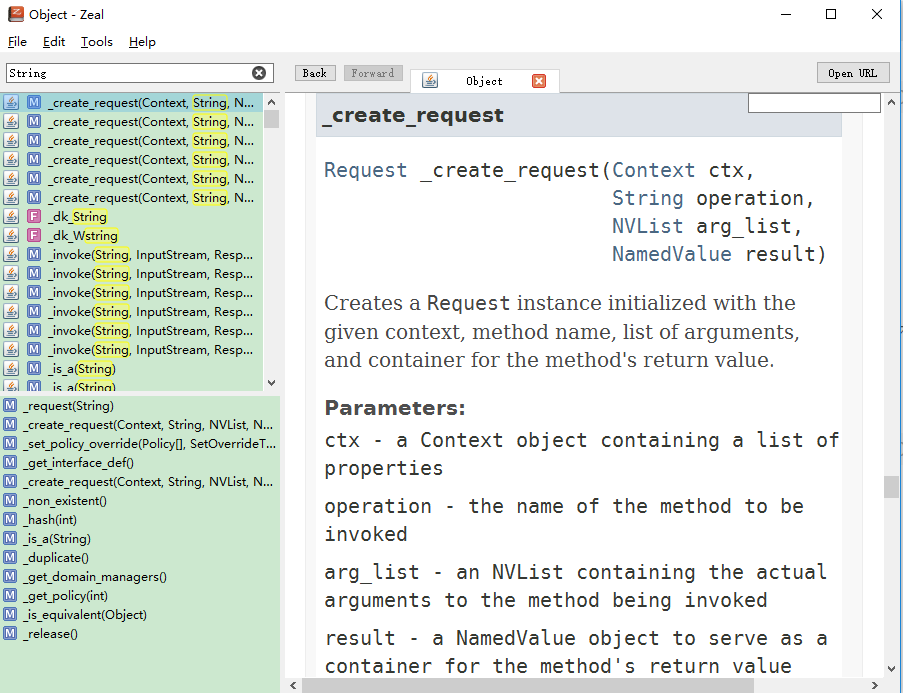 Object - Zeal
File Edit Tools Help
String
Back Forward Object Open URL
M _create_request(Context, String, N...
M _create_request(Context, String, N...
M _create_request(Context, String, N...
M _create_request(Context, String, N...
M _create_request(Context, String, N...
M _create_request(Context, String, N...
F _dk_String
F _dk_Wstring
M _invoke(String, InputStream, Resp...
M _invoke(String, InputStream, Resp...
M _invoke(String, InputStream, Resp...
M _invoke(String, InputStream, Resp...
M _invoke(String, InputStream, Resp...
M _invoke(String, InputStream, Resp...
M _is_a(String)
M _is_a(String)
M _request(String)
M _create_request(Context, String, NVList, N...
M _set_policy_override(Policy[], SetOverrideT...
M _get_interface_def()
M _create_request(Context, String, NVList, N...
M _non_existent()
M _hash(int)
M _is_a(String)
M _duplicate()
M _get_domain_managers()
M _get_policy(int)
M _is_equivalent(Object)
M _release()
_create_request
Request _create_request(Context ctx,
String operation,
NVList arg_list,
NamedValue result)
Creates a Request instance initialized with the
given context, method name, list of arguments,
and container for the method's return value.
Parameters:
ctx - a Context object containing a list of
properties
operation - the name of the method to be
invoked
arg_list - an NVList containing the actual
arguments to the method being invoked
result - a NamedValue object to serve as a
container for the method's return value